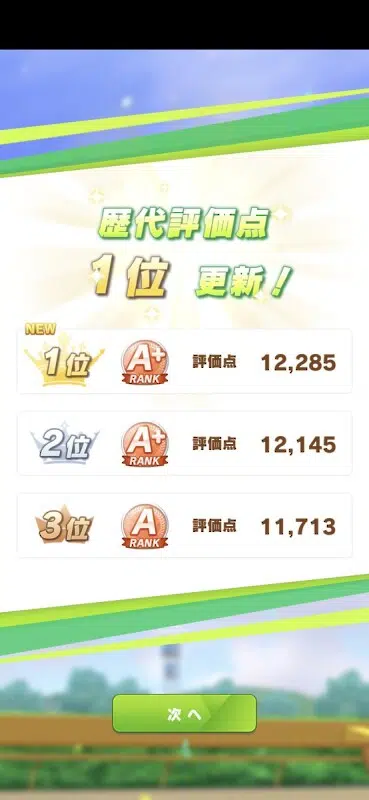 歴代評価点
1位 更新!
NEW
1位 A+ RANK 評価点 12,285
2位 A+ RANK 評価点 12,145
3位 A RANK 評価点 11,713
次へ